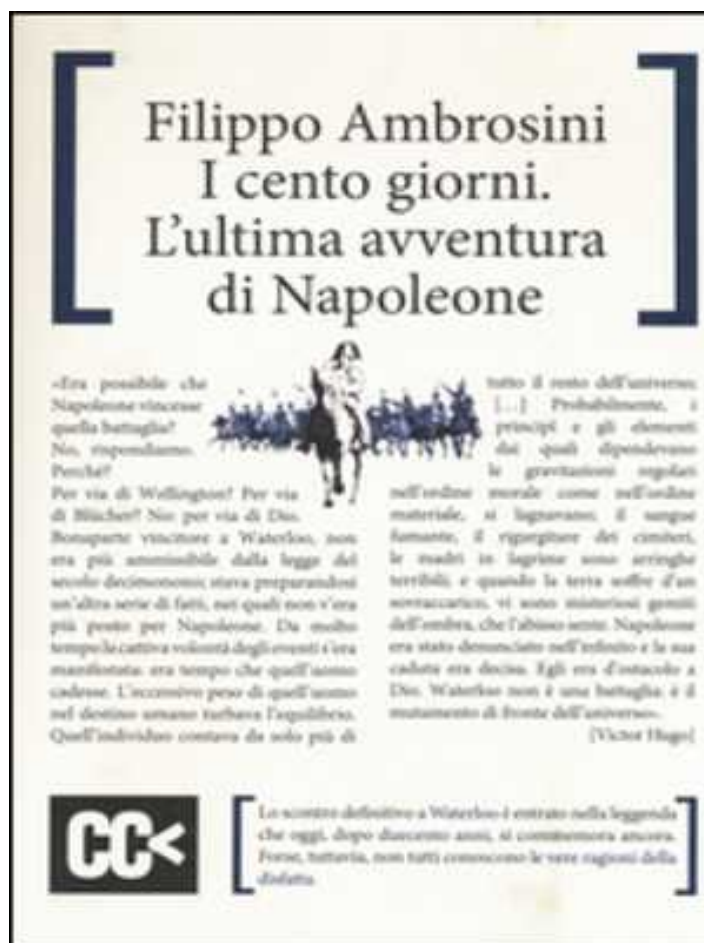 Filippo Ambrosini
I cento giorni.
L'ultima avventura
di Napoleone
«Era possibile che
Napoleone vincesse
quella battaglia?
No, rispondiamo.
Perché?
Per via di Wellington? Per via
di Blücher? No: per via di Dio.
Bonaparte vincitore a Waterloo, non
era più ammissibile dalla legge del
secolo decimonono; stava preparandosi
un'altra serie di fatti, nei quali non v'era
più posto per Napoleone. Da molto
tempo la cattiva volontà degli eventi s'era
manifestata: era tempo che quell'uomo
cadesse. L'eccessivo peso di quell'uomo
nel destino umano turbava l'equilibrio.
Quell'individuo contava da solo più di
tutto il resto dell'universo;
[...] Probabilmente, i
principi e gli elementi
dai quali dipendevano
le gravitazioni regolari
nell'ordine morale come nell'ordine
materiale, si lagnavano; il sangue
fumante, il rigurgitare dei cimiteri,
le madri in lagrime sono arringhe
terribili; e quando la terra soffre d'un
sovraccarico, vi sono misteriosi gemiti
dell'ombra, che l'abisso sente. Napoleone
era stato denunciato nell'infinito e la sua
caduta era decisa. Egli era d'ostacolo a
Dio. Waterloo non è una battaglia: è il
mutamento di fronte dell'universo».
[Victor Hugo]
CC<
Lo scontro definitivo a Waterloo è entrato nella leggenda
che oggi, dopo duecento anni, si commemora ancora.
Forse, tuttavia, non tutti conoscono le vere ragioni della
disfatta.